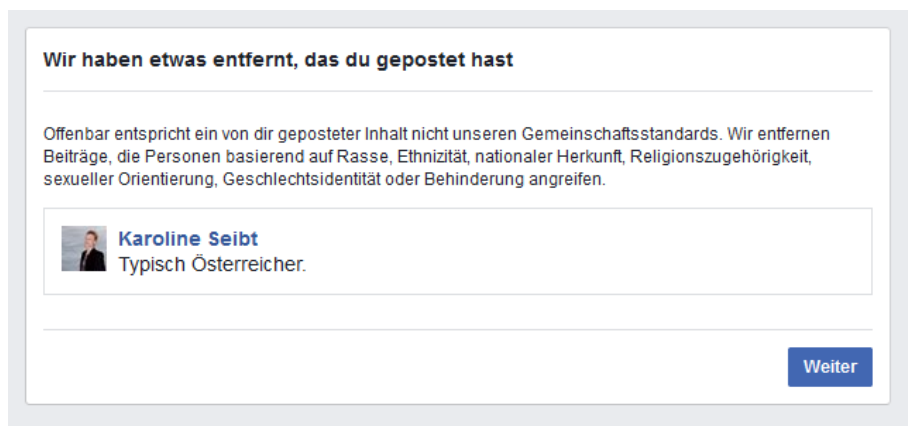 Wir haben etwas entfernt, das du gepostet hast
Offenbar entspricht ein von dir geposteter Inhalt nicht unseren Gemeinschaftsstandards. Wir entfernen
Beiträge, die Personen basierend auf Rasse, Ethnizität, nationaler Herkunft, Religionszugehörigkeit,
sexueller Orientierung, Geschlechtsidentität oder Behinderung angreifen.
Karoline Seibt
Typisch Österreicher.
Weiter